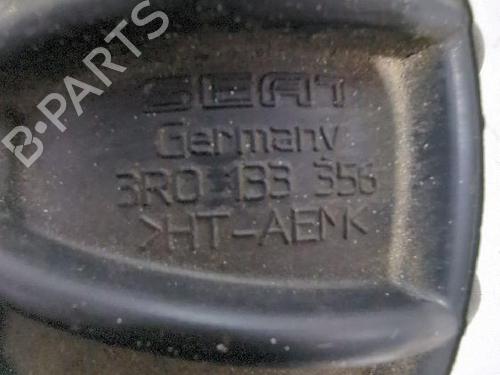 B-PARTS
SEAT
Germany
3R0 133 356
>HT-AEM<